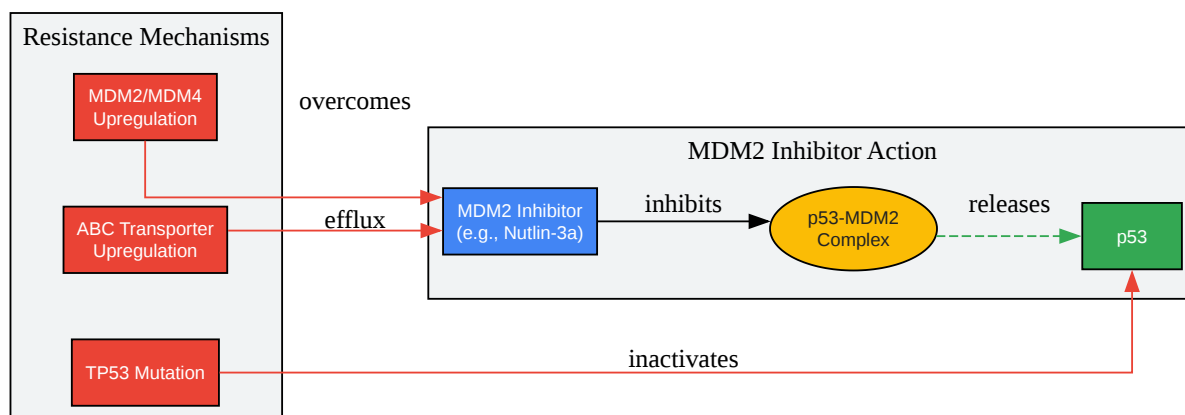 Resistance Mechanisms
MDM2/MDM4
Upregulation
overcomes
MDM2 Inhibitor Action
ABC Transporter
Upregulation
efflux
MDM2 Inhibitor
(e.g., Nutlin-3a)
inhibits
p53-MDM2
Complex
releases
p53
TP53 Mutation
inactivates